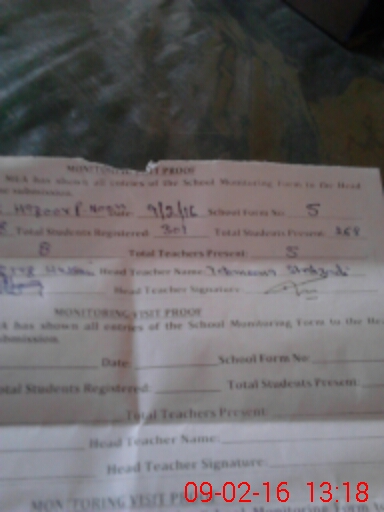 MONITORING VISIT PROOF
MEA has shown all entries of the School Monitoring Form to the Head
submission.
9/2/16 School Form No. 5
Total Students Registered: 301 Total Students Present: 268
8 Total Teachers Present: 5
Head Teacher Name:
Head Teacher Signature:
MONITORING VISIT PROOF
has shown all entries of the School Monitoring Form to the Head
submission.
Date: School Form No:
Total Students Registered: Total Students Present:
Total Teachers Present:
Head Teacher Name:
Head Teacher Signature:
MONITORING VISIT PROOF
09-02-16 13:18